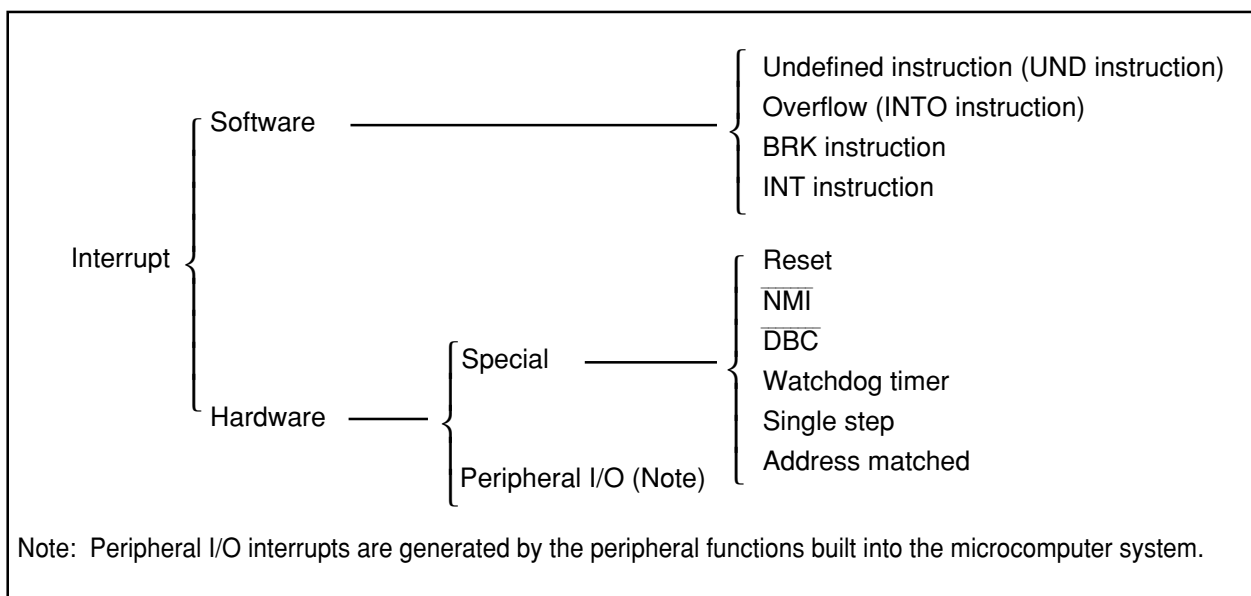 Interrupt
Software
Undefined instruction (UND instruction)
Overflow (INTO instruction)
BRK instruction
INT instruction
Hardware
Special
Reset
N̅M̅I̅
D̅B̅C̅
Watchdog timer
Single step
Address matched
Peripheral I/O (Note)
Note: Peripheral I/O interrupts are generated by the peripheral functions built into the microcomputer system.